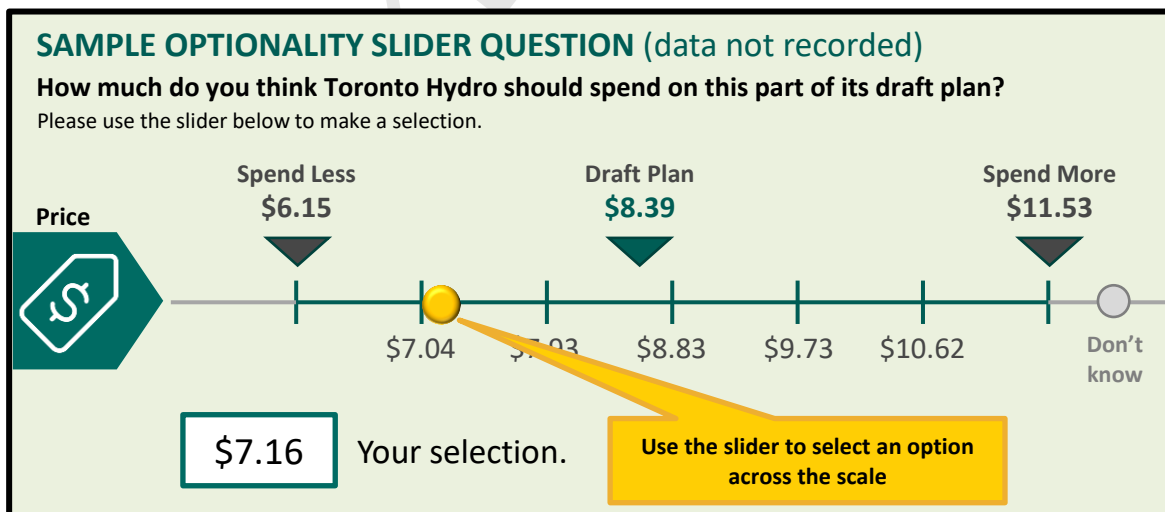 SAMPLE OPTIONALITY SLIDER QUESTION (data not recorded)
How much do you think Toronto Hydro should spend on this part of its draft plan?
Please use the slider below to make a selection.
Spend Less
$6.15
Draft Plan
$8.39
Spend More
$11.53
Price
$
$7.04
$7.93
$8.83
$9.73
$10.62
Don't
know
$7.16
Your selection.
Use the slider to select an option
across the scale